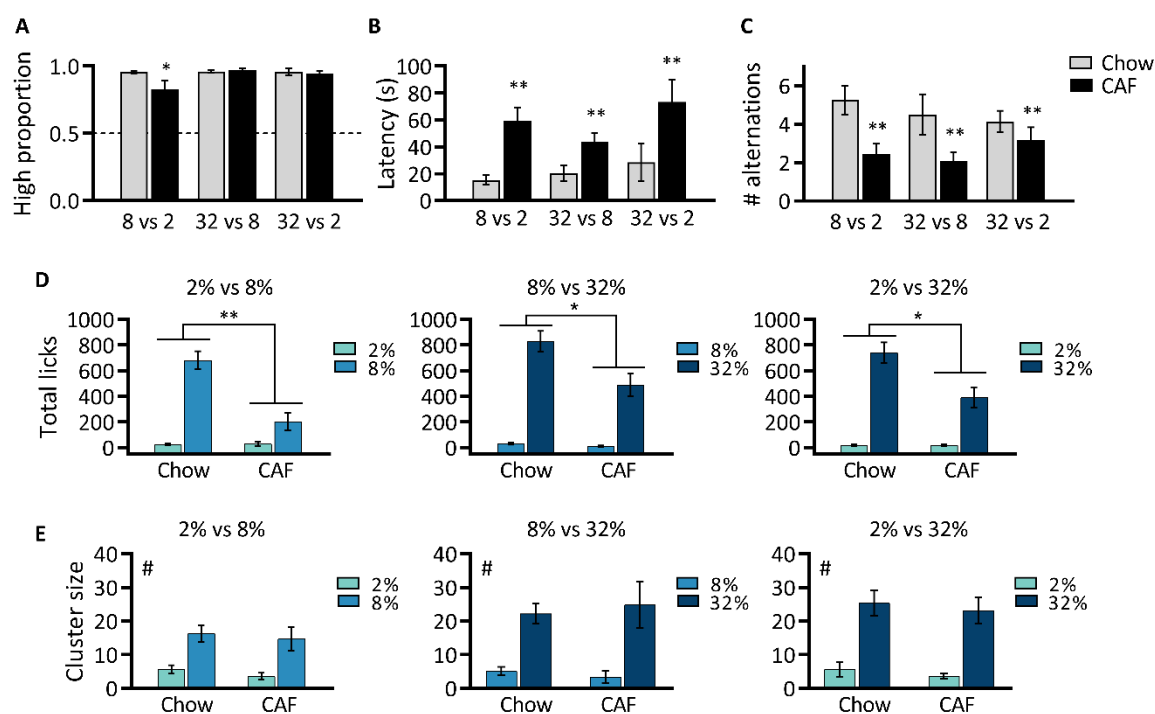 A
High proportion
1.0
0.5
0.0
*
8 vs 2
32 vs 8
32 vs 2
B
Latency (s)
100
80
60
40
20
0
**
**
**
8 vs 2
32 vs 8
32 vs 2
C
# alternations
6
4
2
0
**
**
**
8 vs 2
32 vs 8
32 vs 2
Chow
CAF
D
2% vs 8%
Total licks
1000
800
600
400
200
0
**
2%
8%
Chow
CAF
8% vs 32%
1000
800
600
400
200
0
*
8%
32%
Chow
CAF
2% vs 32%
1000
800
600
400
200
0
*
2%
32%
Chow
CAF
E
2% vs 8%
Cluster size
40
30
20
10
0
#
2%
8%
Chow
CAF
8% vs 32%
40
30
20
10
0
#
8%
32%
Chow
CAF
2% vs 32%
40
30
20
10
0
#
2%
32%
Chow
CAF